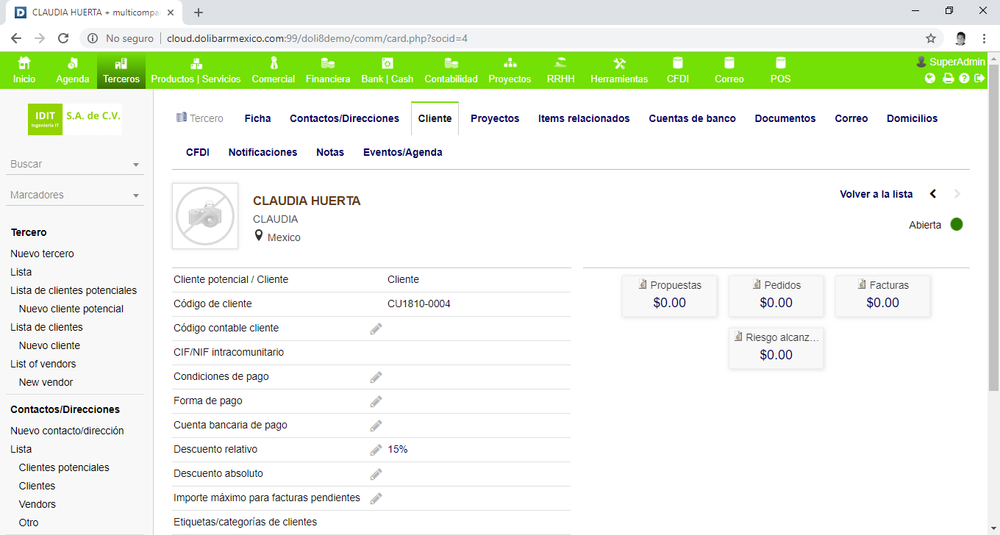 CLAUDIA HUERTA + multicompa
No seguro | cloud.dolibarrmexico.com:99/doli8demo/comm/card.php?socid=4
Inicio Agenda Terceros Productos | Servicios Comercial Financiera Bank | Cash Contabilidad Proyectos RRHH Herramientas CFDI Correo POS SuperAdmin
IDIT S.A. de C.V.
Ingeniería IT
Buscar
Marcadores
Tercero
Nuevo tercero
Lista
Lista de clientes potenciales
Nuevo cliente potencial
Lista de clientes
Nuevo cliente
List of vendors
New vendor
Contactos/Direcciones
Nuevo contacto/dirección
Lista
Clientes potenciales
Clientes
Vendors
Otro
Tercero Ficha Contactos/Direcciones Cliente Proyectos Items relacionados Cuentas de banco Documentos Correo Domicilios
CFDI Notificaciones Notas Eventos/Agenda
CLAUDIA HUERTA
CLAUDIA
Mexico
Volver a la lista
Abierta
Cliente potencial / Cliente Cliente
Código de cliente CU1810-0004
Código contable cliente
CIF/NIF intracomunitario
Condiciones de pago
Forma de pago
Cuenta bancaria de pago
Descuento relativo 15%
Descuento absoluto
Importe máximo para facturas pendientes
Etiquetas/categorías de clientes
Propuestas
$0.00
Pedidos
$0.00
Facturas
$0.00
Riesgo alcanz...
$0.00